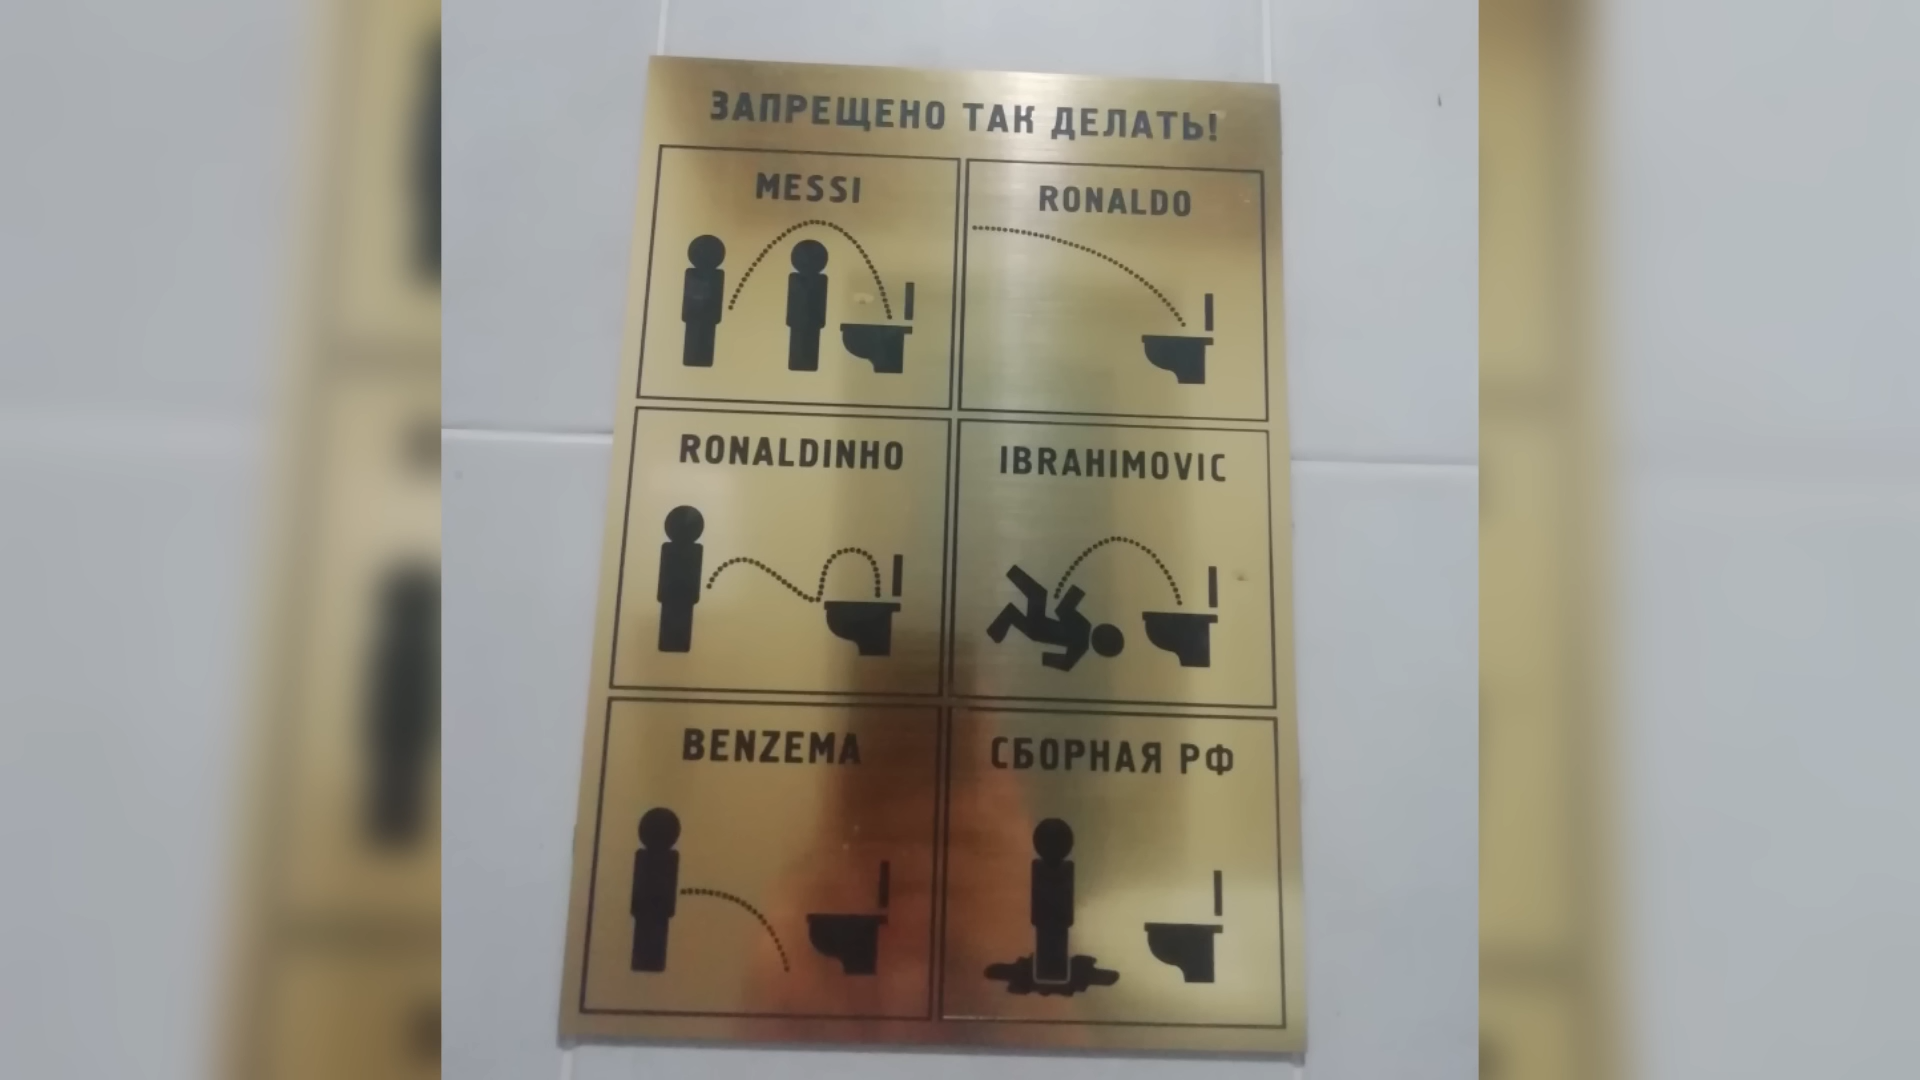 ЗАПРЕЩЕНО ТАК ДЕЛАТЬ!
MESSI
RONALDO
RONALDINHO
IBRAHIMOVIC
BENZEMA
СБОРНАЯ РФ